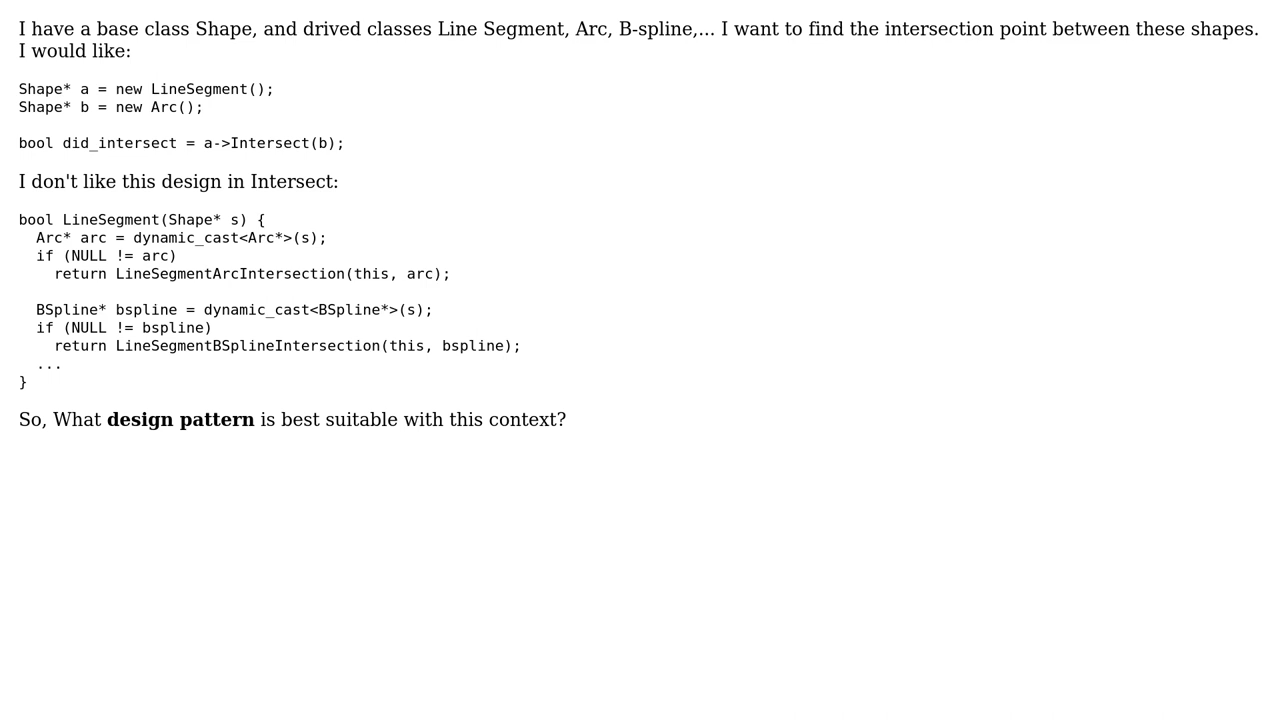 I have a base class Shape, and drived classes Line Segment, Arc, B-spline,... I want to find the intersection point between these shapes.
I would like:
Shape* a = new LineSegment();
Shape* b = new Arc();
bool did_intersect = a->Intersect(b);
I don't like this design in Intersect:
bool LineSegment(Shape* s) {
  Arc* arc = dynamic_cast<Arc*>(s);
  if (NULL != arc)
    return LineSegmentArcIntersection(this, arc);
  BSpline* bspline = dynamic_cast<BSpline*>(s);
  if (NULL != bspline)
    return LineSegmentBSplineIntersection(this, bspline);
  ...
}
So, What design pattern is best suitable with this context?